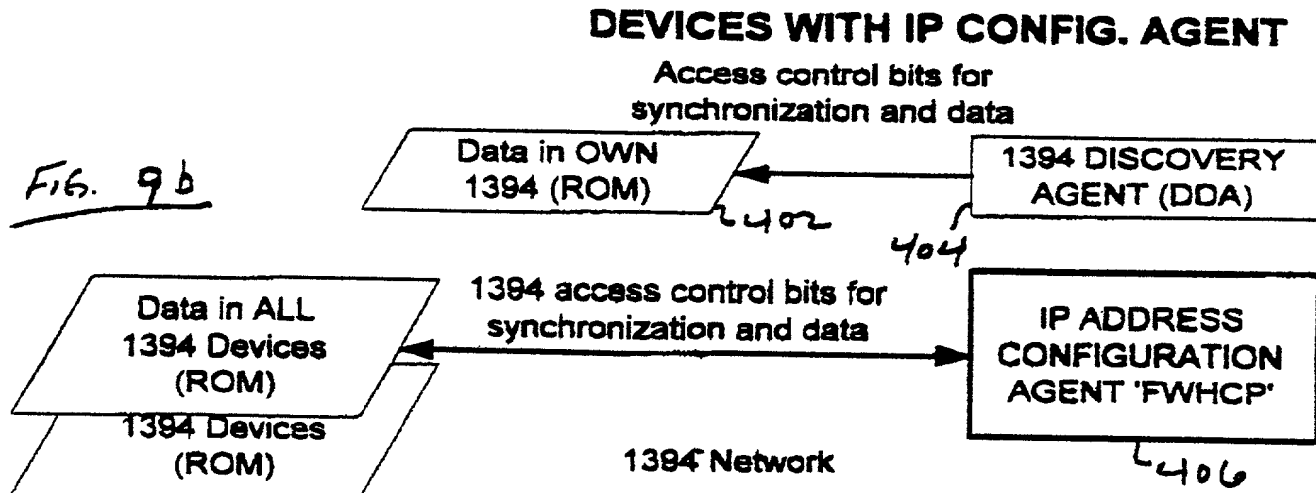 DEVICES WITH IP CONFIG. AGENT
Access control bits for
synchronization and data
Data in OWN
1394 (ROM)
1394 DISCOVERY
AGENT (DDA)
FIG. 9b
402
404
Data in ALL
1394 Devices
(ROM)
1394 access control bits for
synchronization and data
IP ADDRESS
CONFIGURATION
AGENT 'FWHCP'
1394 Devices
(ROM)
1394 Network
406